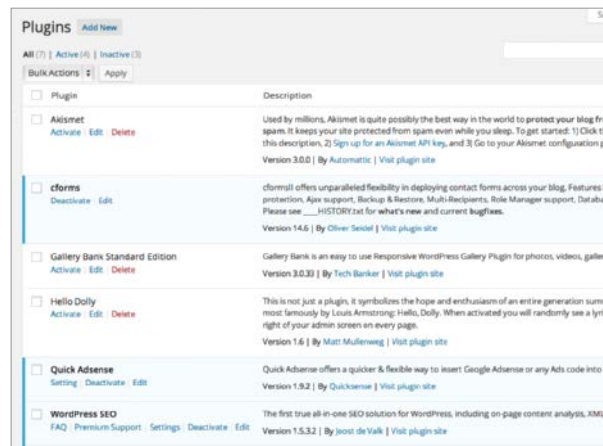 Plugins Add New
All (7) | Active (4) | Inactive (3)
Bulk Actions Apply
Plugin Description
Akismet
Activate | Edit | Delete
Used by millions, Akismet is quite possibly the best way in the world to protect your blog
spam. It keeps your site protected from spam even while you sleep. To get started: 1) Click
this description, 2) Sign up for an Akismet API key, and 3) Go to your Akismet configuration
Version 3.0.0 | By Automattic | Visit plugin site
cforms
Deactivate | Edit
cformsII offers unparalleled flexibility in deploying contact forms across your blog. Features
protection, Ajax support, Backup & Restore, Multi-Recipients, Role Manager support,
Please see ____HISTORY.txt for what's new and current bugfixes.
Version 14.6 | By Oliver Seidel | Visit plugin site
Gallery Bank Standard Edition
Activate | Edit | Delete
Gallery Bank is an easy to use Responsive WordPress Gallery Plugin for photos, videos,
Version 3.0.33 | By Tech Banker | Visit plugin site
Hello Dolly
Activate | Edit | Delete
This is not just a plugin, it symbolizes the hope and enthusiasm of an entire generation
most famously by Louis Armstrong: Hello, Dolly. When activated you will randomly see a
right of your admin screen on every page.
Version 1.6 | By Matt Mullenweg | Visit plugin site
Quick Adsense
Setting | Deactivate | Edit
Quick Adsense offers a quicker & flexible way to insert Google Adsense or any Ads code into
Version 1.9.2 | By Quicksense | Visit plugin site
WordPress SEO
FAQ | Premium Support | Settings | Deactivate | Edit
The first true all-in-one SEO solution for WordPress, including on-page content analysis, XML
Version 1.5.3.2 | By Joost de Valk | Visit plugin site